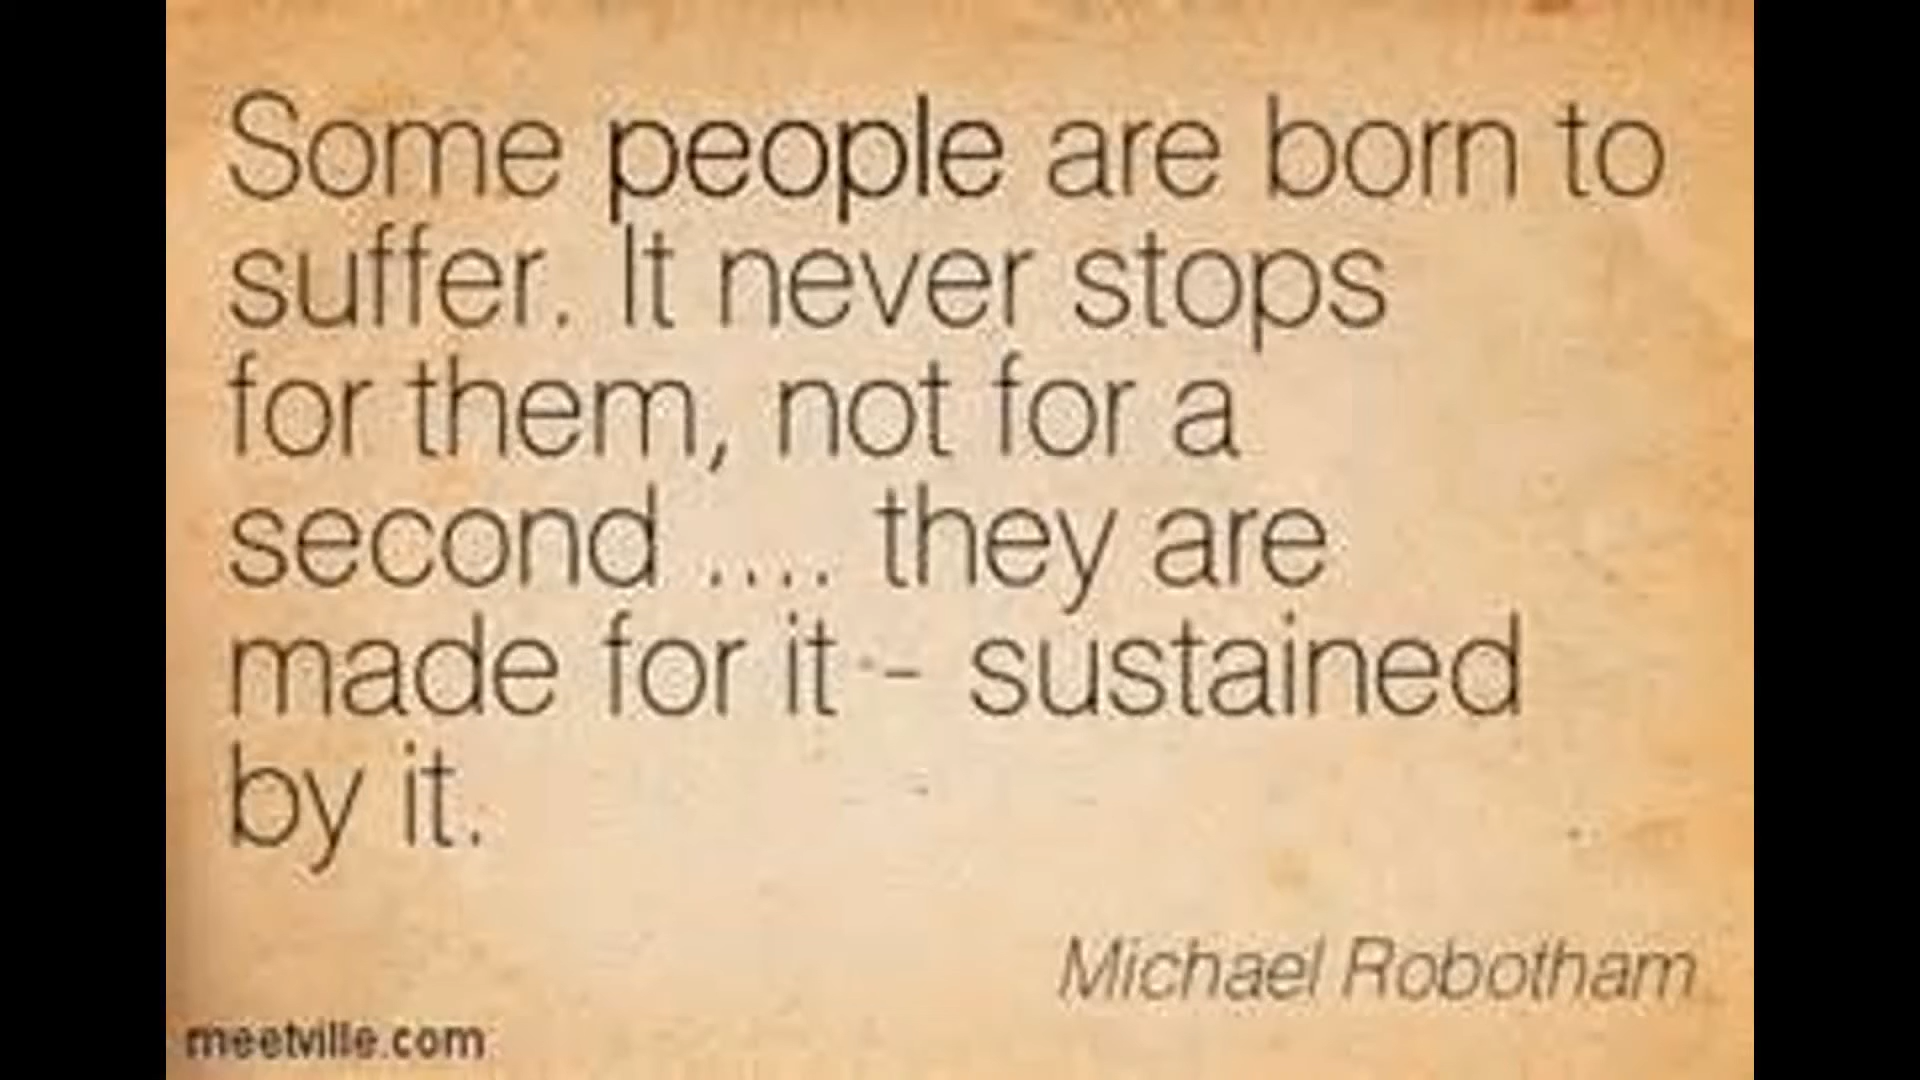 Some people are born to
suffer. It never stops
for them, not for a
second .... they are
made for it - sustained
by it.
Michael Robotham
meetville.com